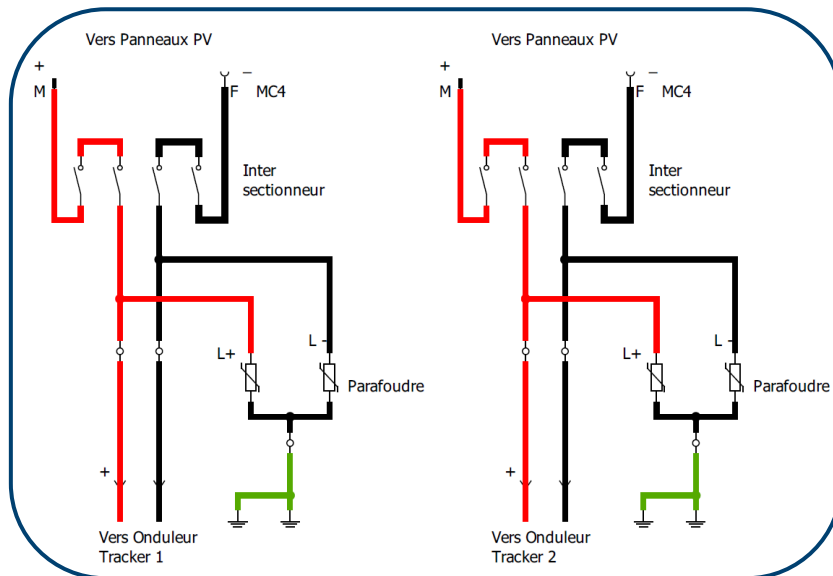 Vers Panneaux PV
+
M
−
F MC4
Inter
sectionneur
L+
L -
Parafoudre
+
Vers Onduleur
Tracker 1
Vers Panneaux PV
+
M
−
F MC4
Inter
sectionneur
L+
L -
Parafoudre
+
Vers Onduleur
Tracker 2